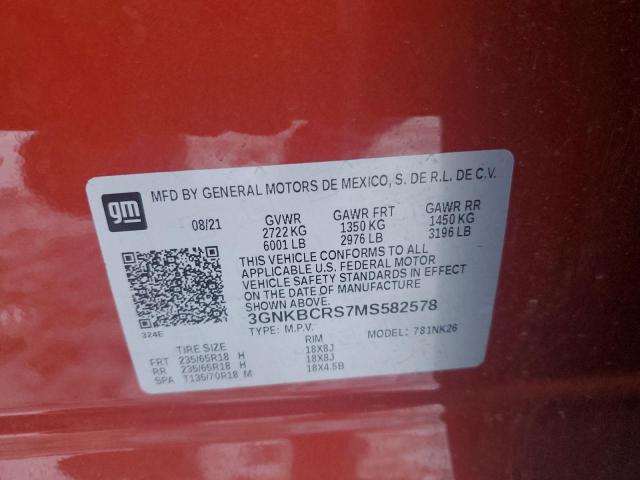 gm
MFD BY GENERAL MOTORS DE MEXICO, S. DE R.L. DE C.V.
08/21 GVWR GAWR FRT GAWR RR
2722 KG 1350 KG 1450 KG
6001 LB 2976 LB 3196 LB
THIS VEHICLE CONFORMS TO ALL
APPLICABLE U.S. FEDERAL MOTOR
VEHICLE SAFETY STANDARDS IN EFFECT
ON THE DATE OF MANUFACTURE
SHOWN ABOVE.
3GNKBCRS7MS582578
324E TYPE: M.P.V. MODEL: 781NK26
TIRE SIZE RIM
FRT 235/65R18 H 18X8J
RR 235/65R18 H 18X8J
SPA T135/70R18 M 18X4.5B